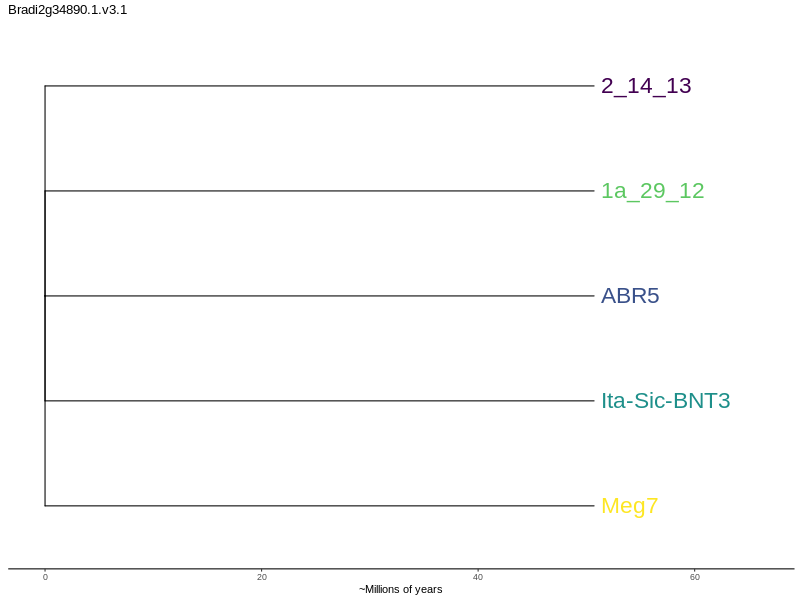 Bradi2g34890.1.v3.1
2_14_13
1a_29_12
ABR5
Ita-Sic-BNT3
Meg7
0 20 40 60
~Millions of years